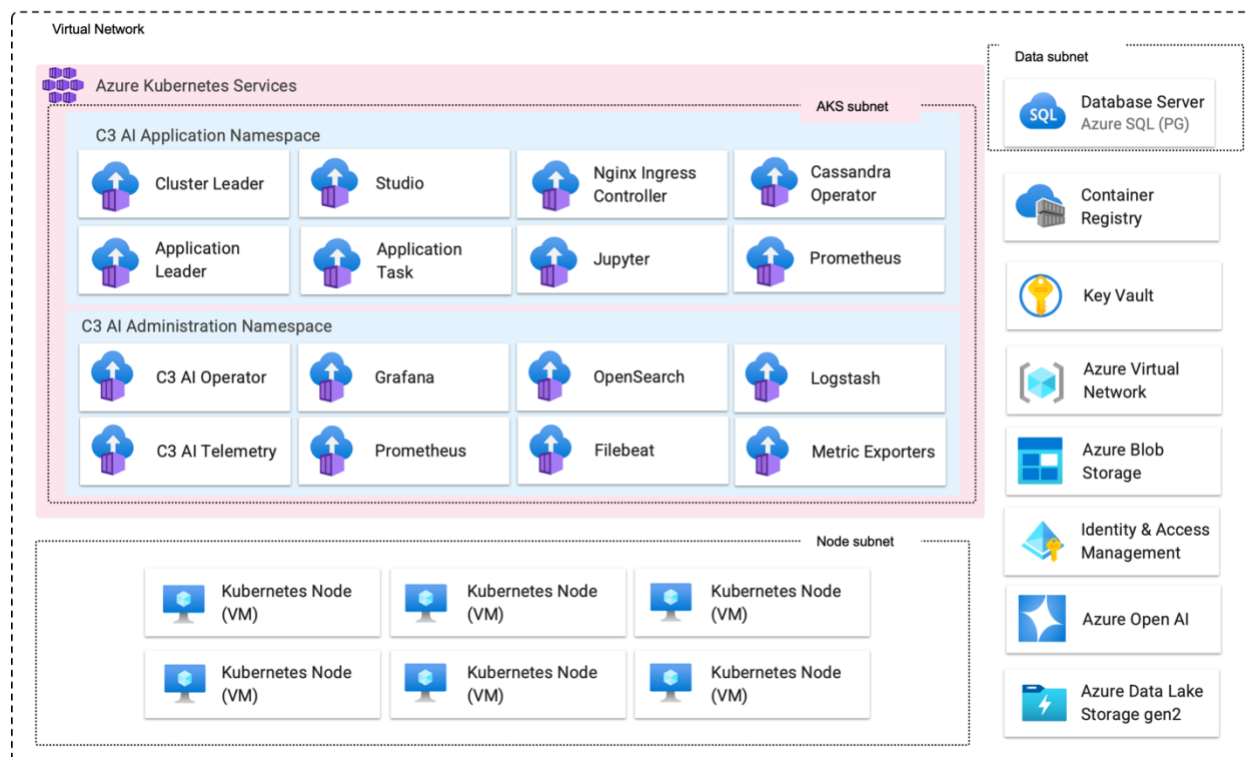 Virtual Network
Azure Kubernetes Services
AKS subnet
C3 AI Application Namespace
Cluster Leader
Studio
Nginx Ingress
Controller
Cassandra
Operator
Application
Leader
Application
Task
Jupyter
Prometheus
C3 AI Administration Namespace
C3 AI Operator
Grafana
OpenSearch
Logstash
C3 AI Telemetry
Prometheus
Filebeat
Metric Exporters
Node subnet
Kubernetes Node
(VM)
Kubernetes Node
(VM)
Kubernetes Node
(VM)
Kubernetes Node
(VM)
Kubernetes Node
(VM)
Kubernetes Node
(VM)
Data subnet
SQL
Database Server
Azure SQL (PG)
Container
Registry
Key Vault
Azure Virtual
Network
Azure Blob
Storage
Identity & Access
Management
Azure Open AI
Azure Data Lake
Storage gen2